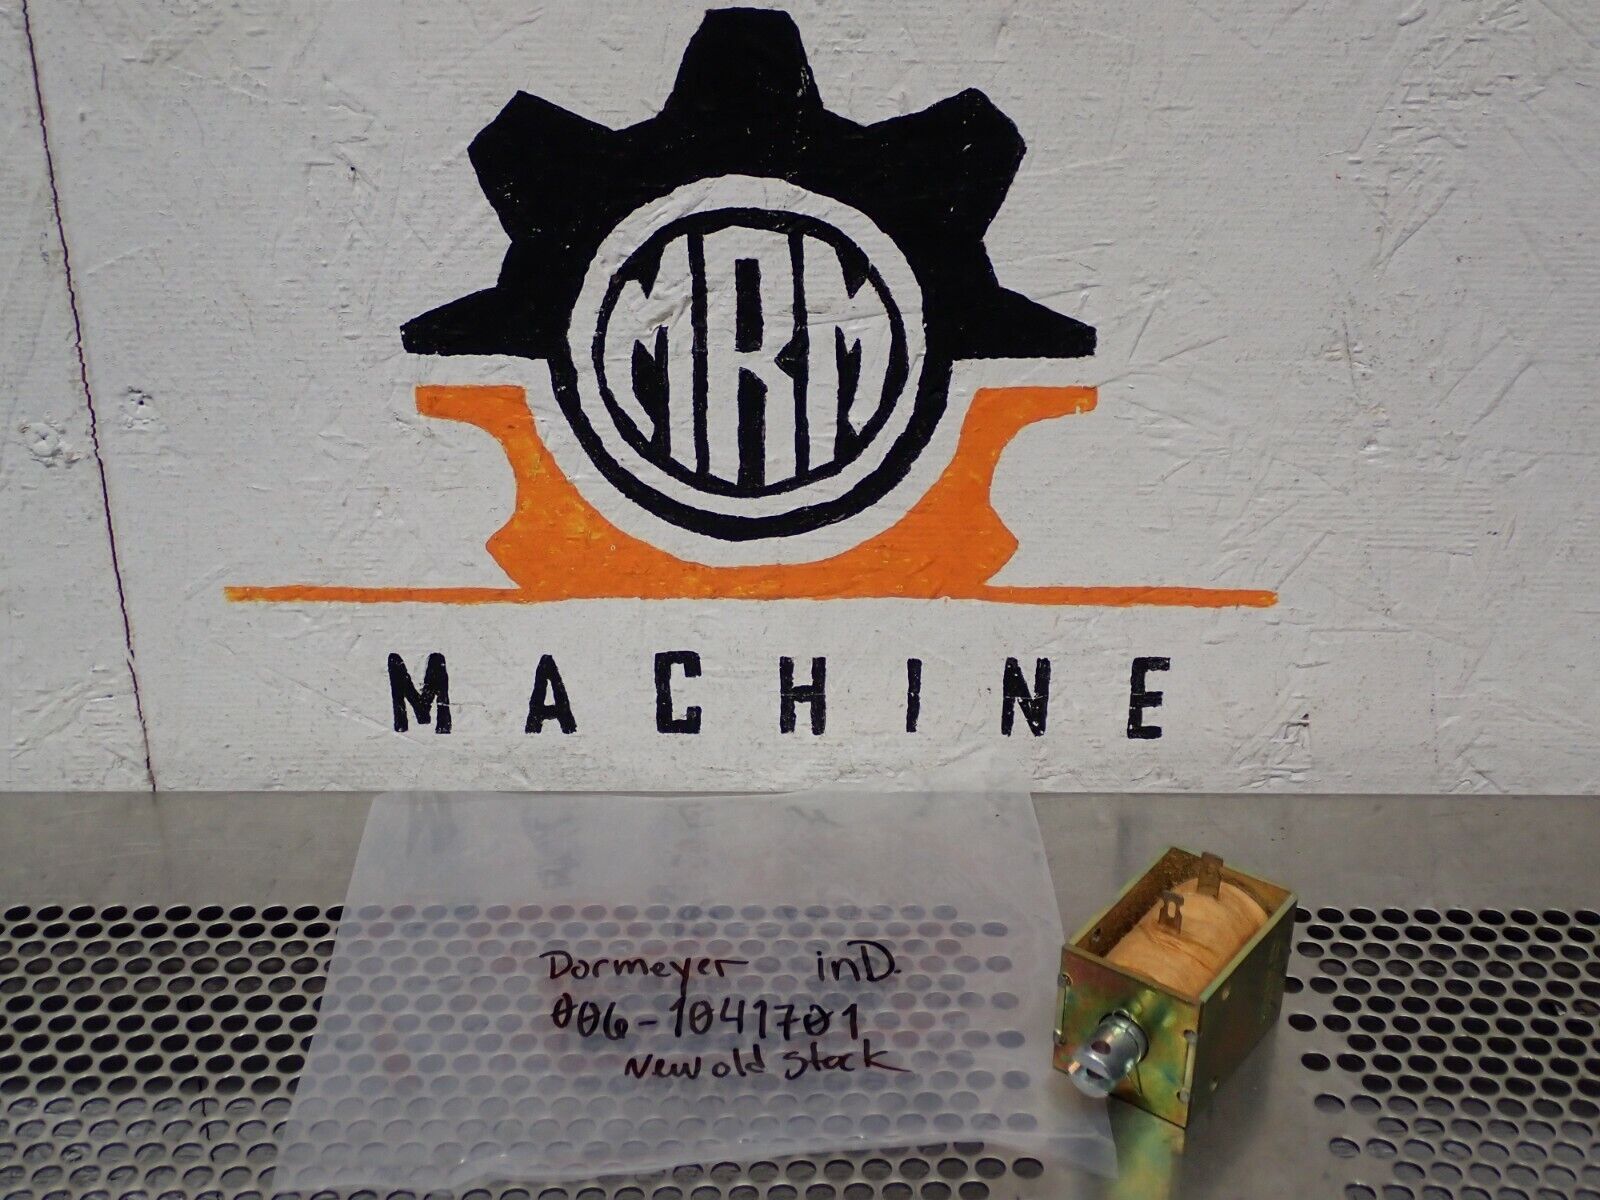 MRM
MACHINE
Dormeyer inD.
006-1041701
New old Stock